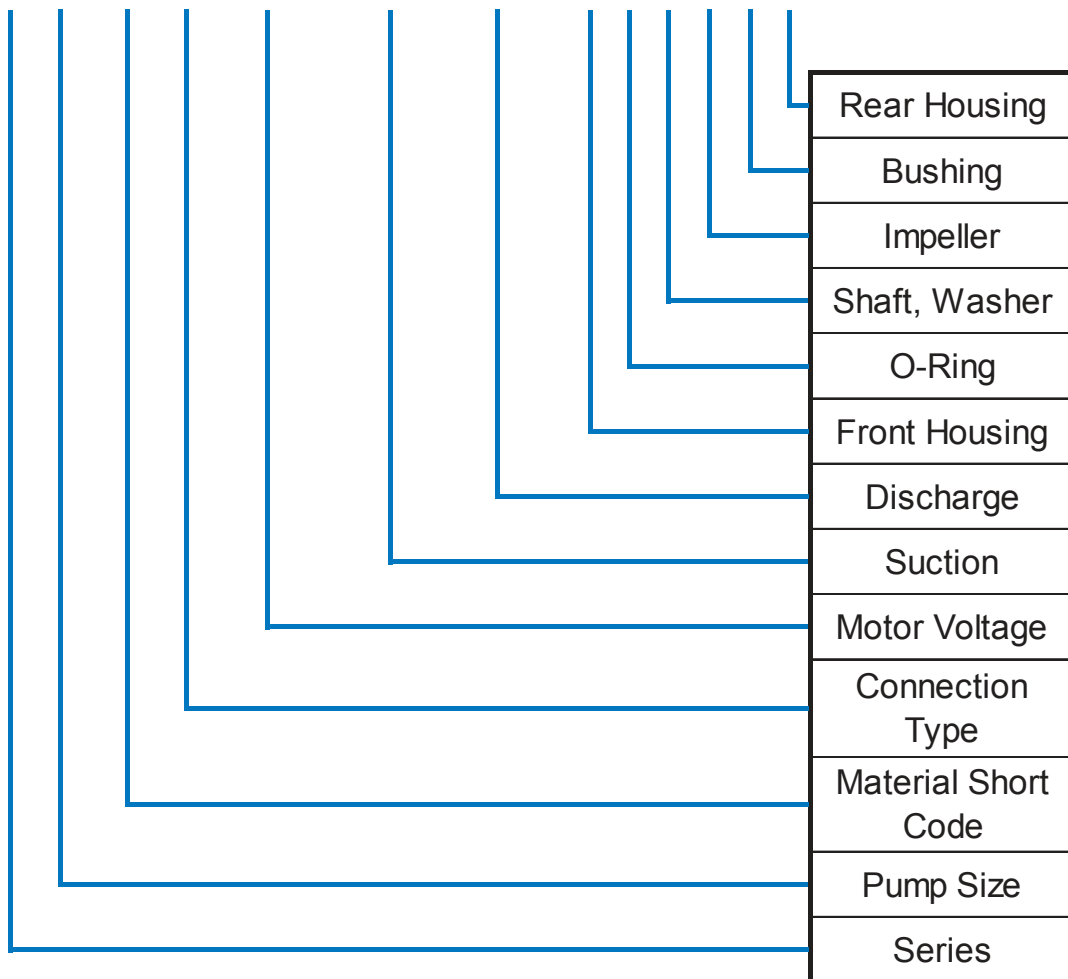 Rear Housing
Bushing
Impeller
Shaft, Washer
O-Ring
Front Housing
Discharge
Suction
Motor Voltage
Connection
Type
Material Short
Code
Pump Size
Series